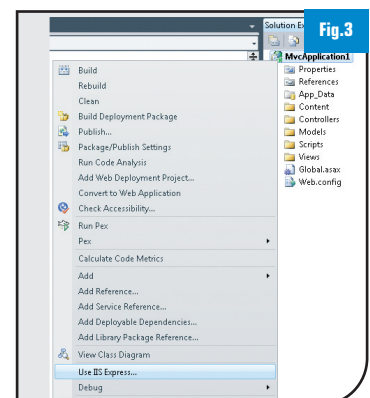 Solution Ex
Fig.3
MvcApplication1
Properties
References
App_Data
Content
Controllers
Models
Scripts
Views
Global.asax
Web.config
Build
Rebuild
Clean
Build Deployment Package
Publish...
Package/Publish Settings
Run Code Analysis
Add Web Deployment Project...
Convert to Web Application
Check Accessibility...
Run Pex
Pex
Calculate Code Metrics
Add
Add Reference...
Add Service Reference...
Add Deployable Dependencies...
Add Library Package Reference...
View Class Diagram
Use IIS Express...
Debug